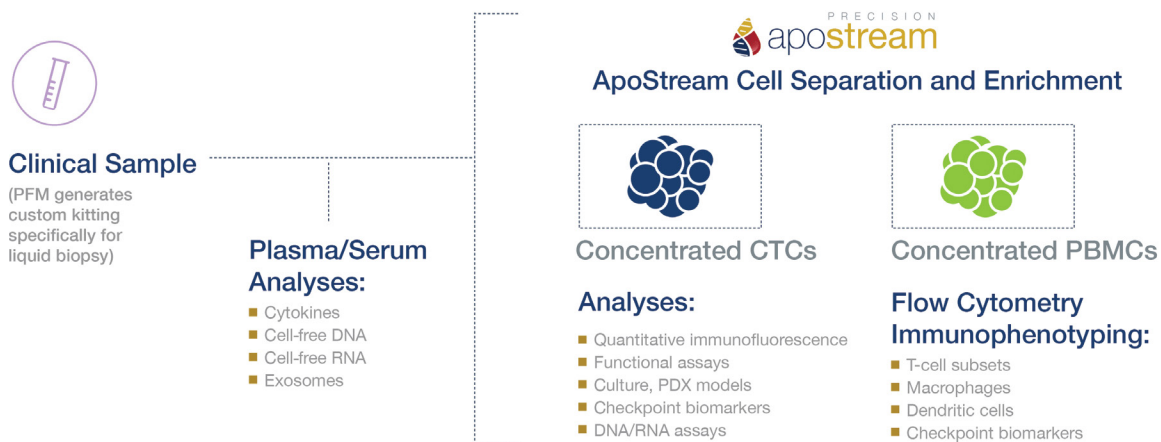 Clinical Sample
(PFM generates
custom kitting
specifically for
liquid biopsy)
Plasma/Serum
Analyses:
Cytokines
Cell-free DNA
Cell-free RNA
Exosomes
PRECISION
apostream
ApoStream Cell Separation and Enrichment
Concentrated CTCs
Analyses:
Quantitative immunofluorescence
Functional assays
Culture, PDX models
Checkpoint biomarkers
DNA/RNA assays
Concentrated PBMCs
Flow Cytometry
Immunophenotyping:
T-cell subsets
Macrophages
Dendritic cells
Checkpoint biomarkers